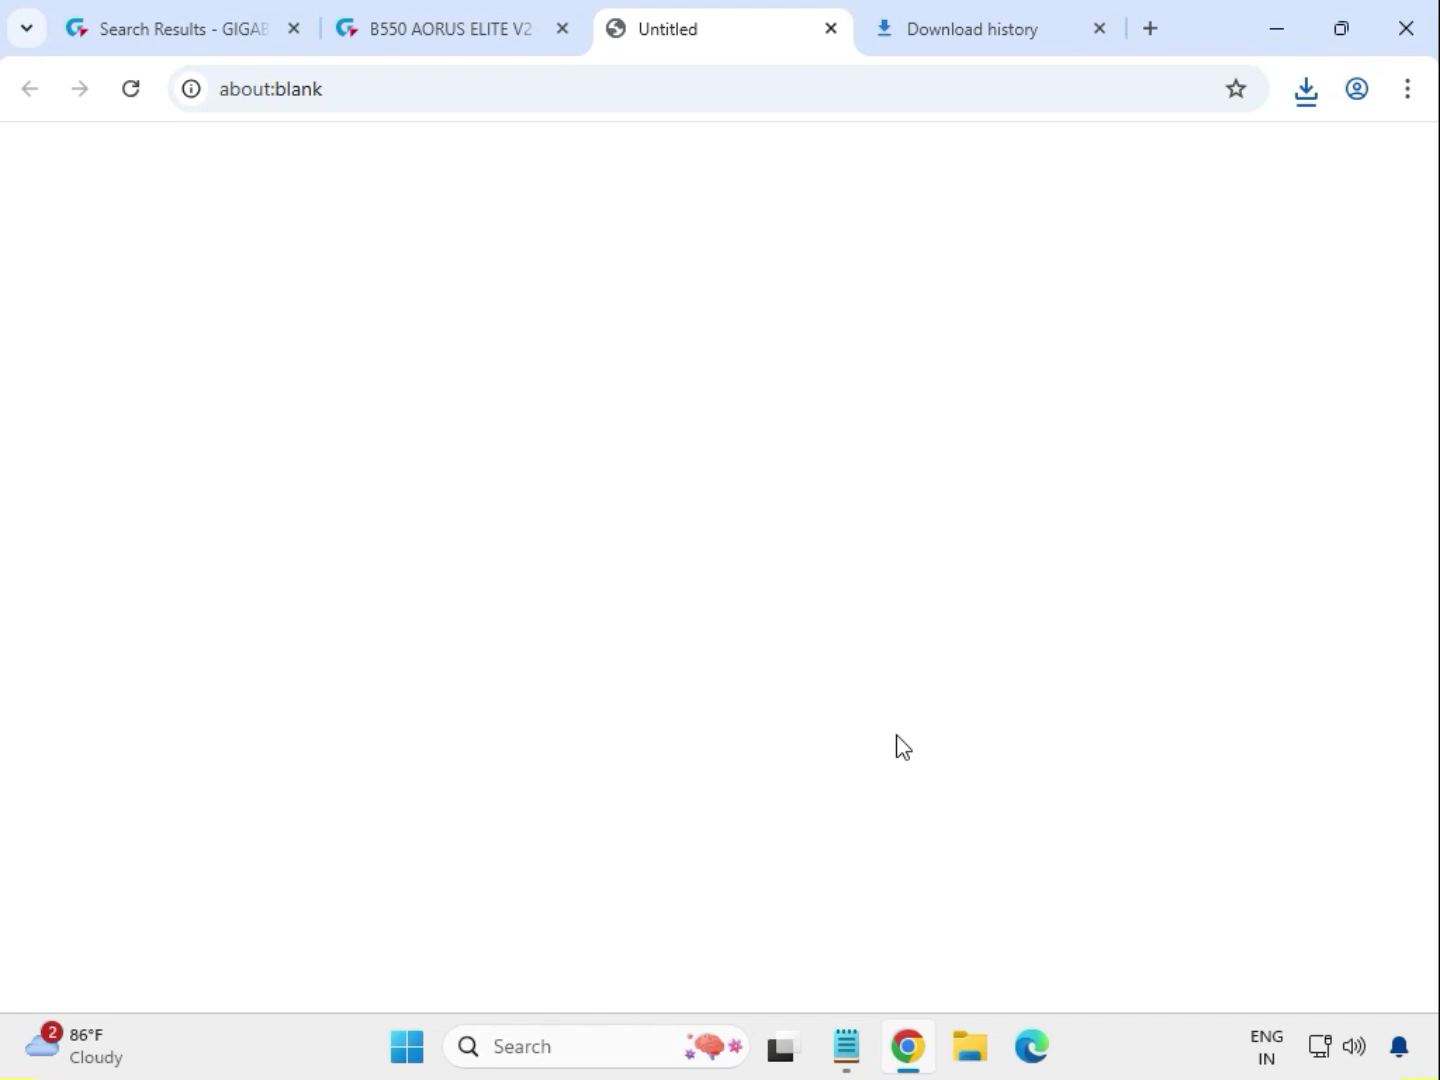 Search Results - GIGAB
B550 AORUS ELITE V2
Untitled
Download history
about:blank
2
86°F
Cloudy
Search
ENG
IN